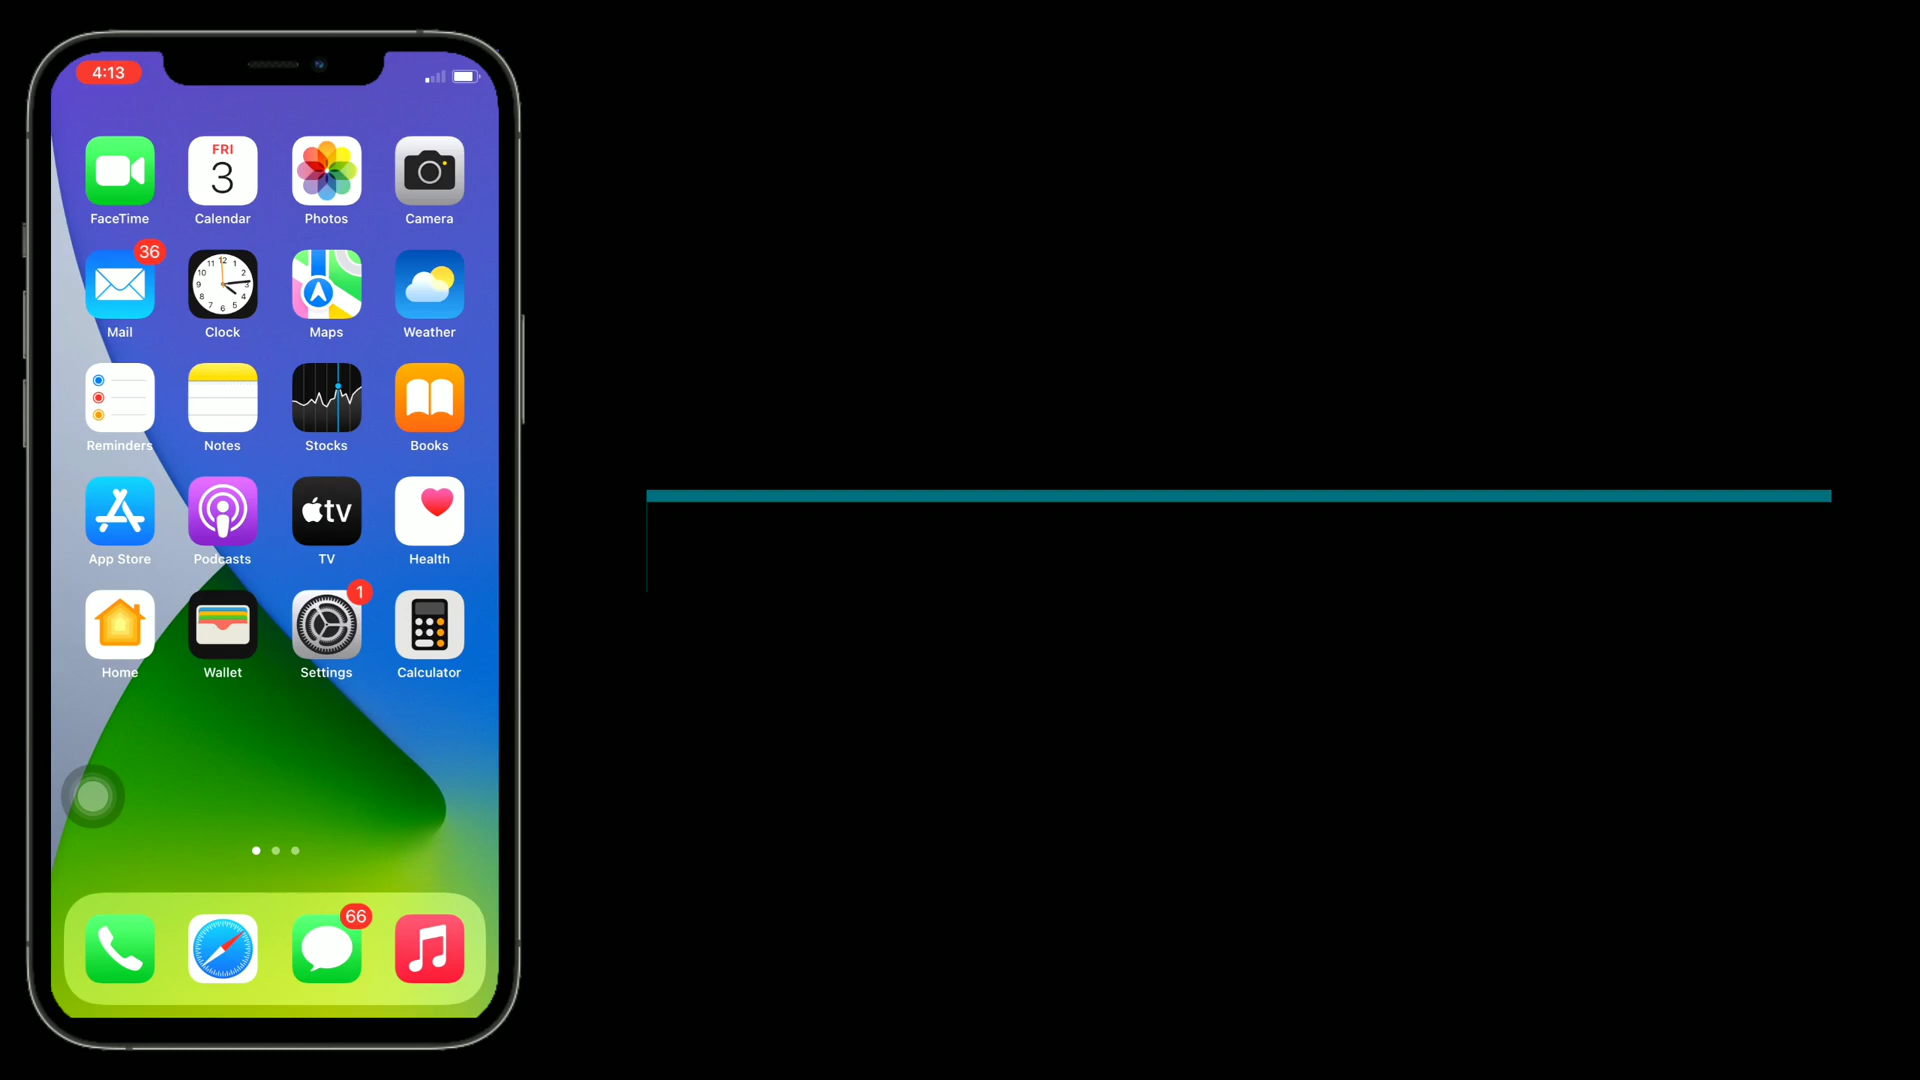 4:13
FRI
3
FaceTime Calendar Photos Camera
36
Mail Clock Maps Weather
Reminders Notes Stocks Books
tv
App Store Podcasts TV Health
1
Home Wallet Settings Calculator
66